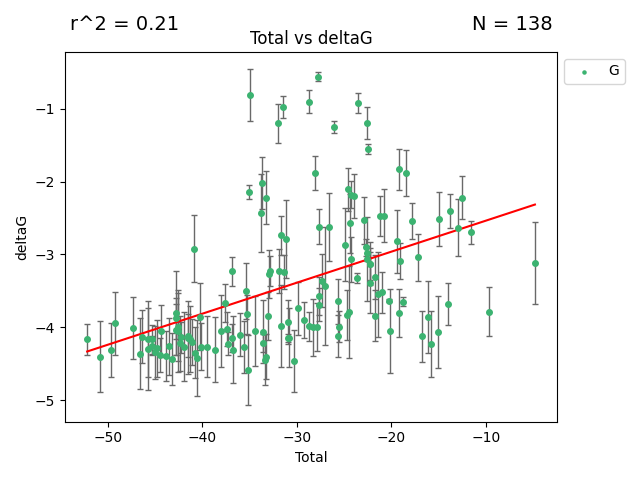 r^2 = 0.21
N = 138
Total vs deltaG
G
−1
−2
−3
−4
−5
deltaG
−50 −40 −30 −20 −10
Total